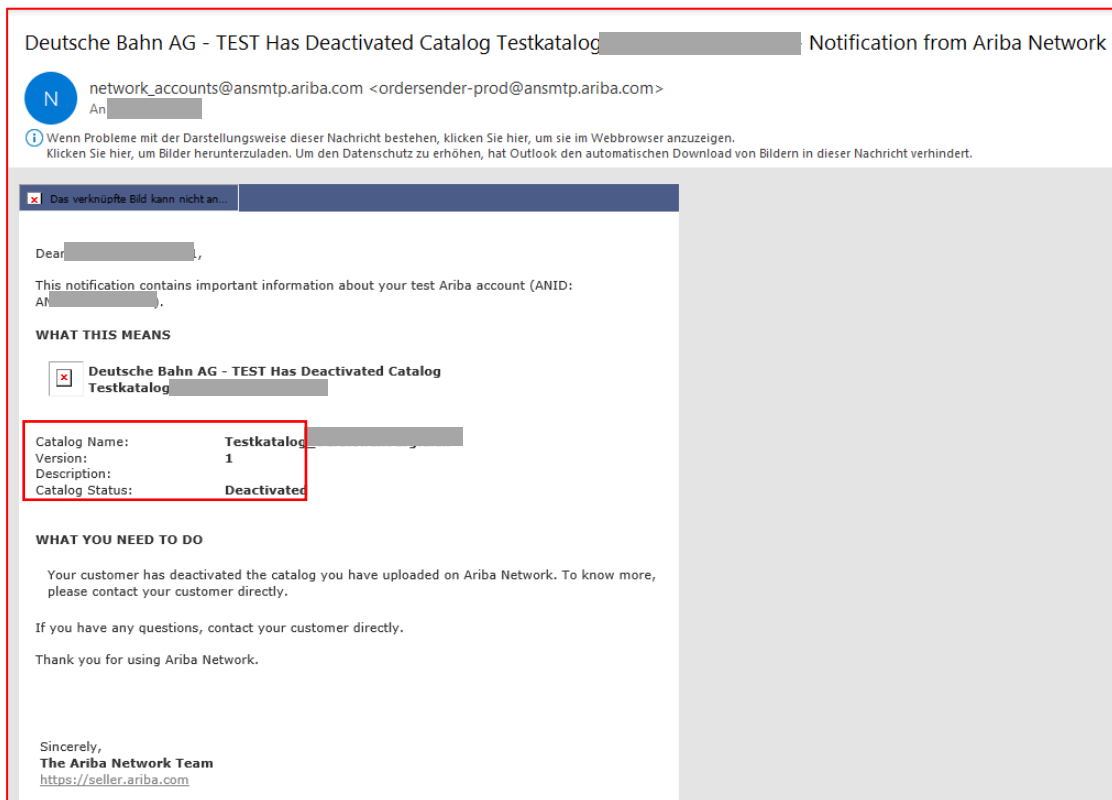 Deutsche Bahn AG - TEST Has Deactivated Catalog Testkatalog Notification from Ariba Network
N
network_accounts@ansmtp.ariba.com <ordersender-prod@ansmtp.ariba.com>
An
Wenn Probleme mit der Darstellungsweise dieser Nachricht bestehen, klicken Sie hier, um sie im Webbrowser anzuzeigen.
Klicken Sie hier, um Bilder herunterzuladen. Um den Datenschutz zu erhöhen, hat Outlook den automatischen Download von Bildern in dieser Nachricht verhindert.
Das verknüpfte Bild kann nicht an...
Dear ,
This notification contains important information about your test Ariba account (ANID:
AN ).
WHAT THIS MEANS
Deutsche Bahn AG - TEST Has Deactivated Catalog
Testkatalog
Catalog Name: Testkatalog_
Version: 1
Description:
Catalog Status: Deactivated
WHAT YOU NEED TO DO
Your customer has deactivated the catalog you have uploaded on Ariba Network. To know more,
please contact your customer directly.
If you have any questions, contact your customer directly.
Thank you for using Ariba Network.
Sincerely,
The Ariba Network Team
https://seller.ariba.com